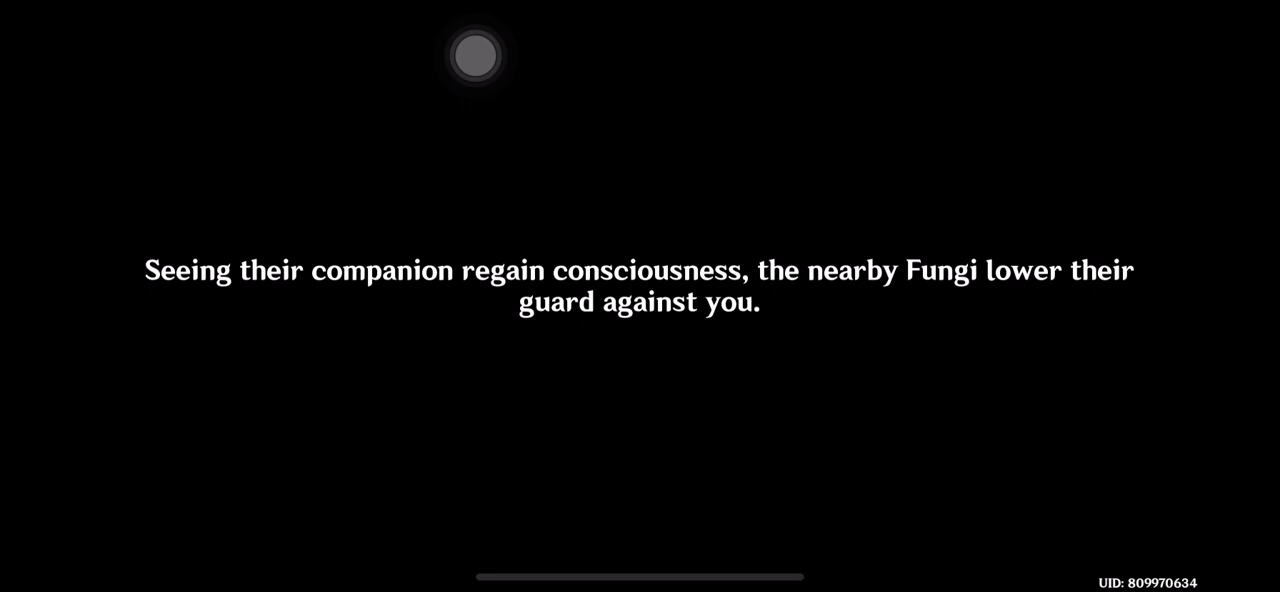 Seeing their companion regain consciousness, the nearby Fungi lower their
guard against you.
UID: 809970634